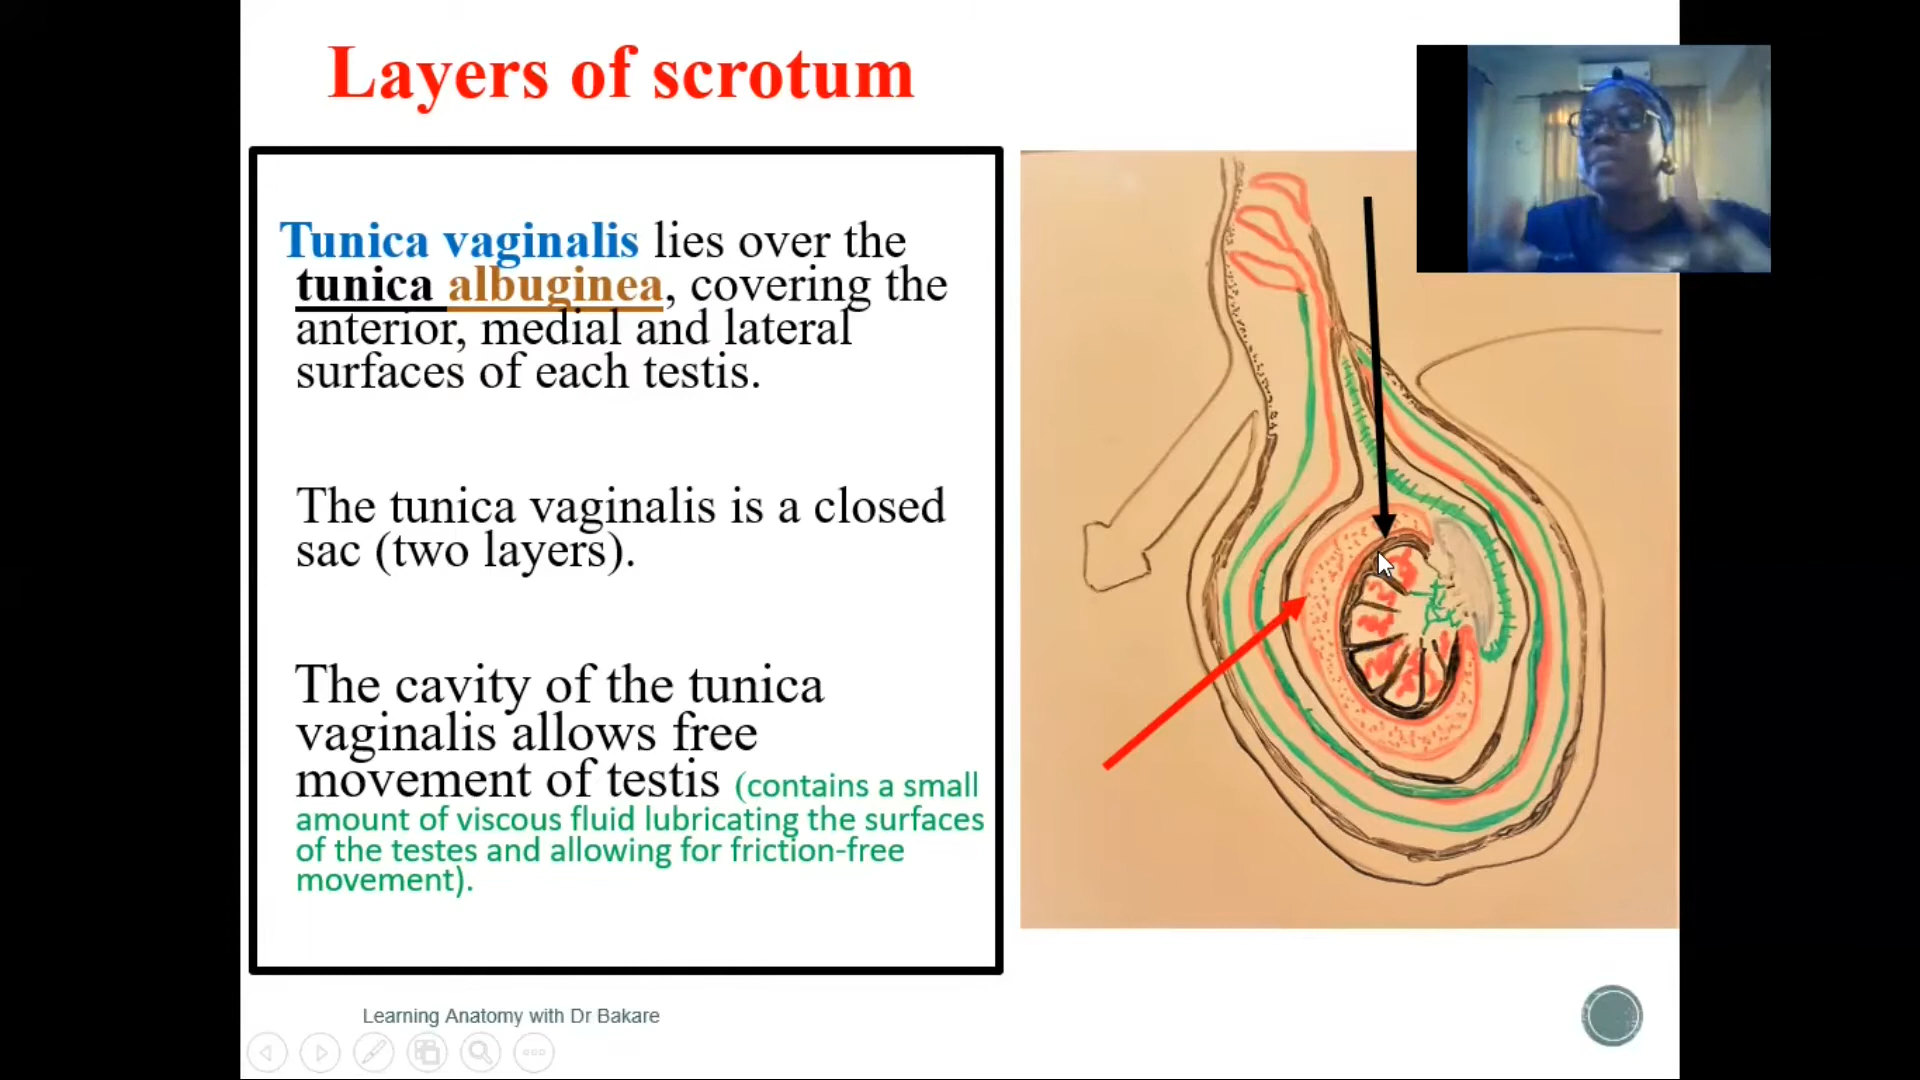 Layers of scrotum
Tunica vaginalis lies over the
tunica albuginea, covering the
anterior, medial and lateral
surfaces of each testis.
The tunica vaginalis is a closed
sac (two layers).
The cavity of the tunica
vaginalis allows free
movement of testis (contains a small
amount of viscous fluid lubricating the surfaces
of the testes and allowing for friction-free
movement).
Learning Anatomy with Dr Bakare